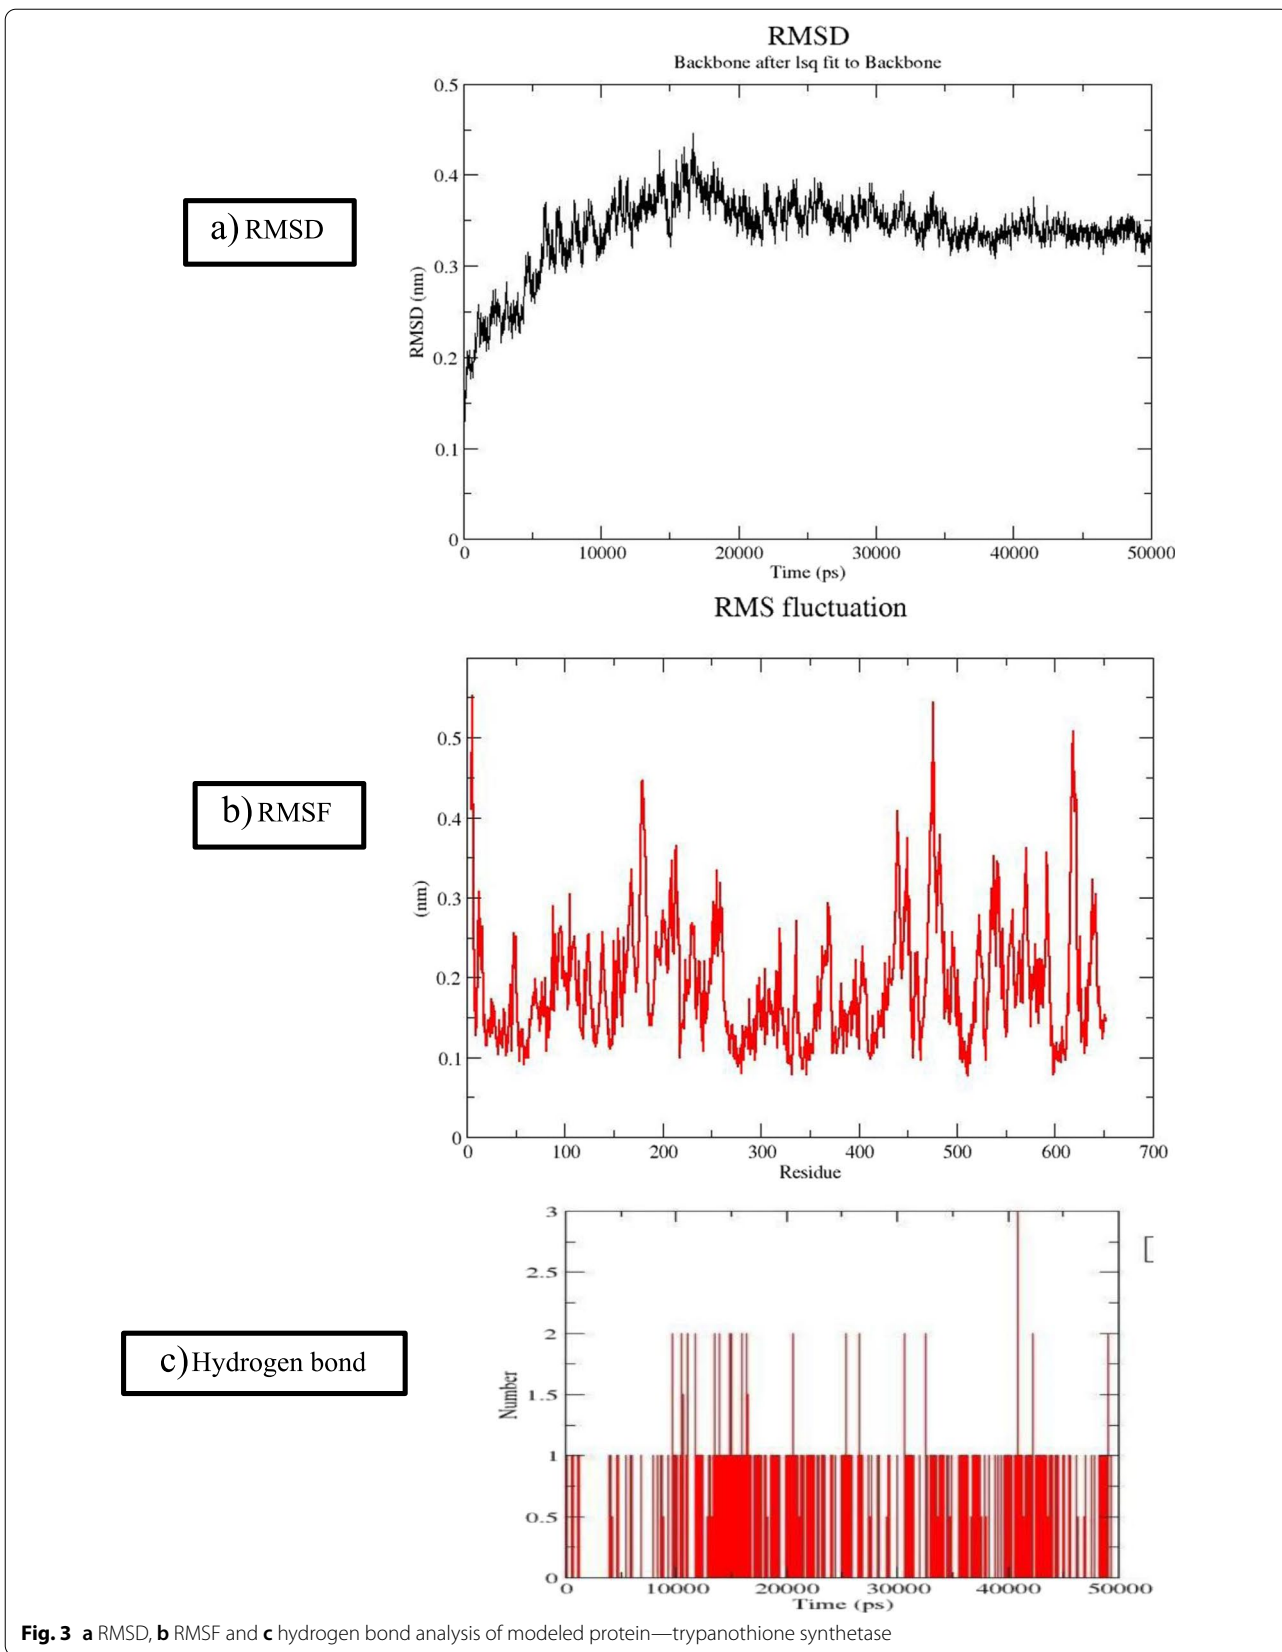 RMSD
Backbone after lsq fit to Backbone
0.5
0.4
0.3
0.2
0.1
0
RMSD (nm)
0 10000 20000 30000 40000 50000
Time (ps)
a) RMSD
RMS fluctuation
0.5
0.4
0.3
0.2
0.1
0
(nm)
0 100 200 300 400 500 600 700
Residue
b) RMSF
3
2.5
2
1.5
1
0.5
0
Number
0 10000 20000 30000 40000 50000
Time (ps)
c) Hydrogen bond
Fig. 3 a RMSD, b RMSF and c hydrogen bond analysis of modeled protein—trypanothione synthetase